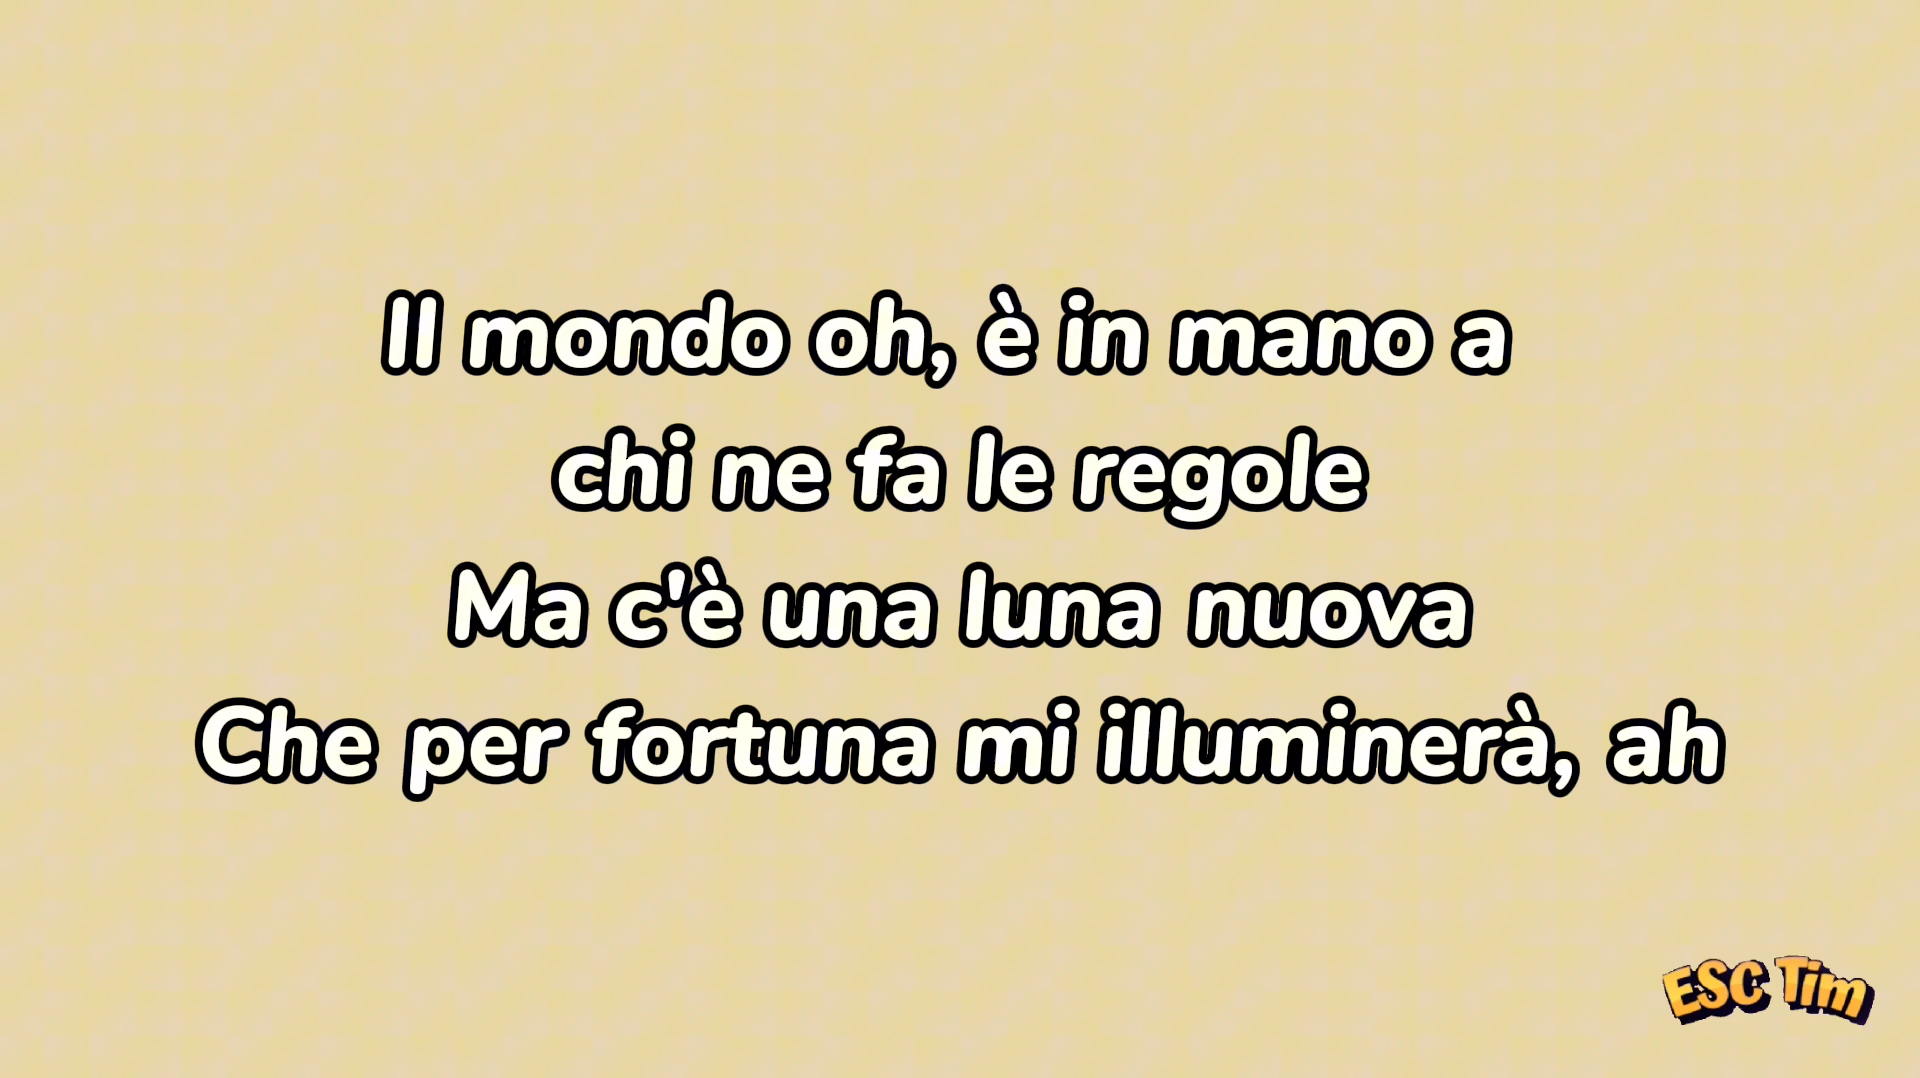 Il mondo oh, è in mano a
chi ne fa le regole
Ma c'è una luna nuova
Che per fortuna mi illuminerà, ah
ESC Tim